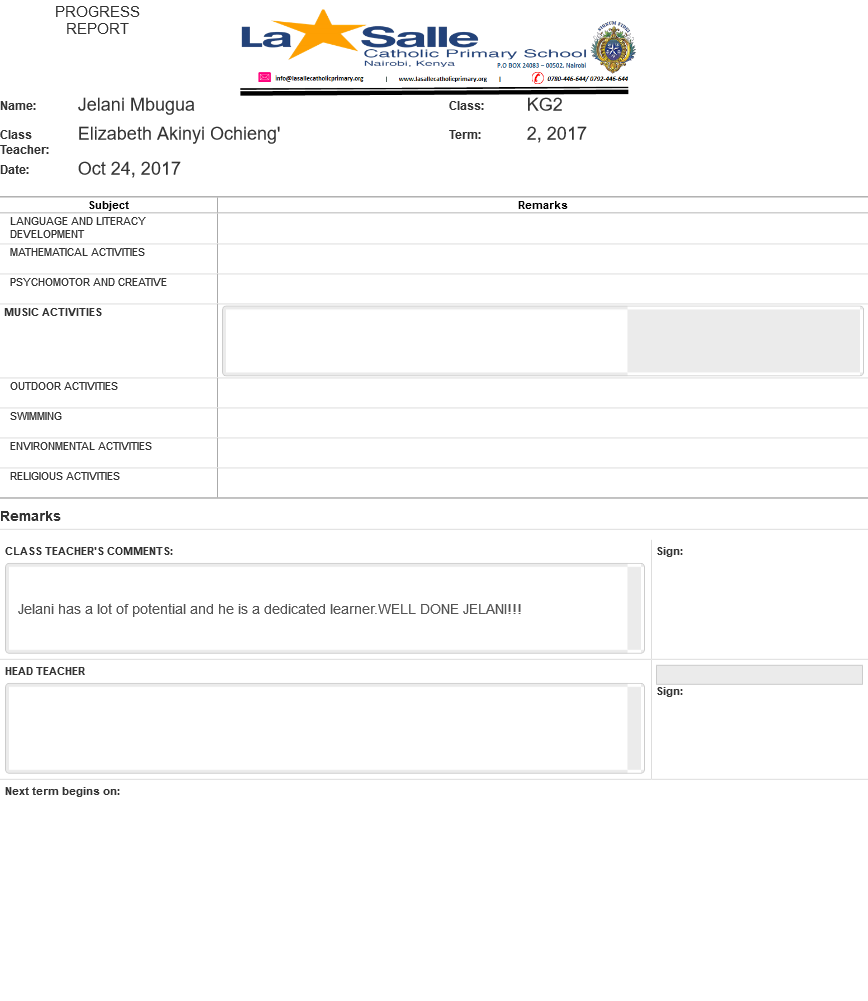 PROGRESS
REPORT
La Salle
Catholic Primary School
Nairobi, Kenya
P.O BOX 24083 – 00502, Nairobi
info@lasallecatholicprimary.org | www.lasallecatholicprimary.org | 0780-446-644/ 0792-446-644
Name: Jelani Mbugua Class: KG2
Class Teacher: Elizabeth Akinyi Ochieng' Term: 2, 2017
Date: Oct 24, 2017
Subject Remarks
LANGUAGE AND LITERACY
DEVELOPMENT
MATHEMATICAL ACTIVITIES
PSYCHOMOTOR AND CREATIVE
MUSIC ACTIVITIES
OUTDOOR ACTIVITIES
SWIMMING
ENVIRONMENTAL ACTIVITIES
RELIGIOUS ACTIVITIES
Remarks
CLASS TEACHER'S COMMENTS: Sign:
Jelani has a lot of potential and he is a dedicated learner.WELL DONE JELANI!!!
HEAD TEACHER
Sign:
Next term begins on: